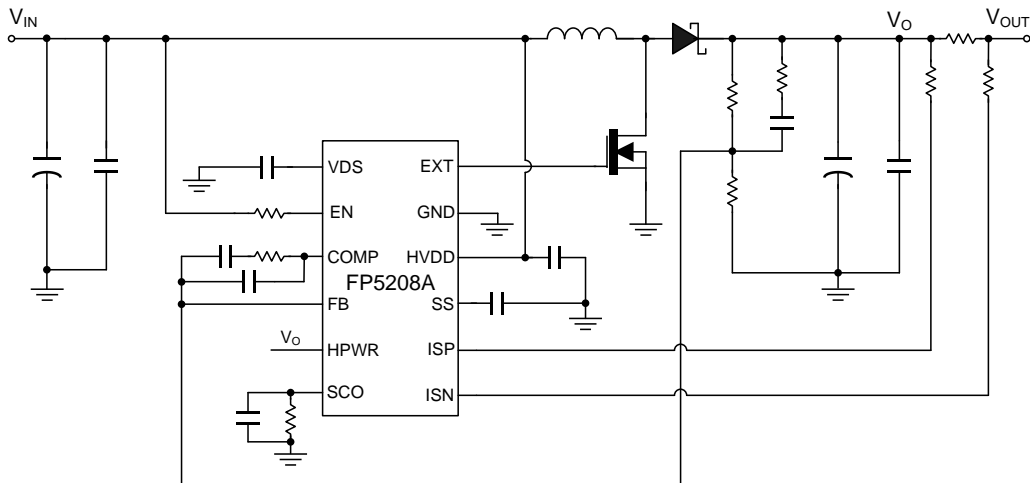 VIN
VO
VOUT
VDS
EXT
EN
GND
COMP
HVDD
FP5208A
FB
SS
VO
HPWR
ISP
SCO
ISN